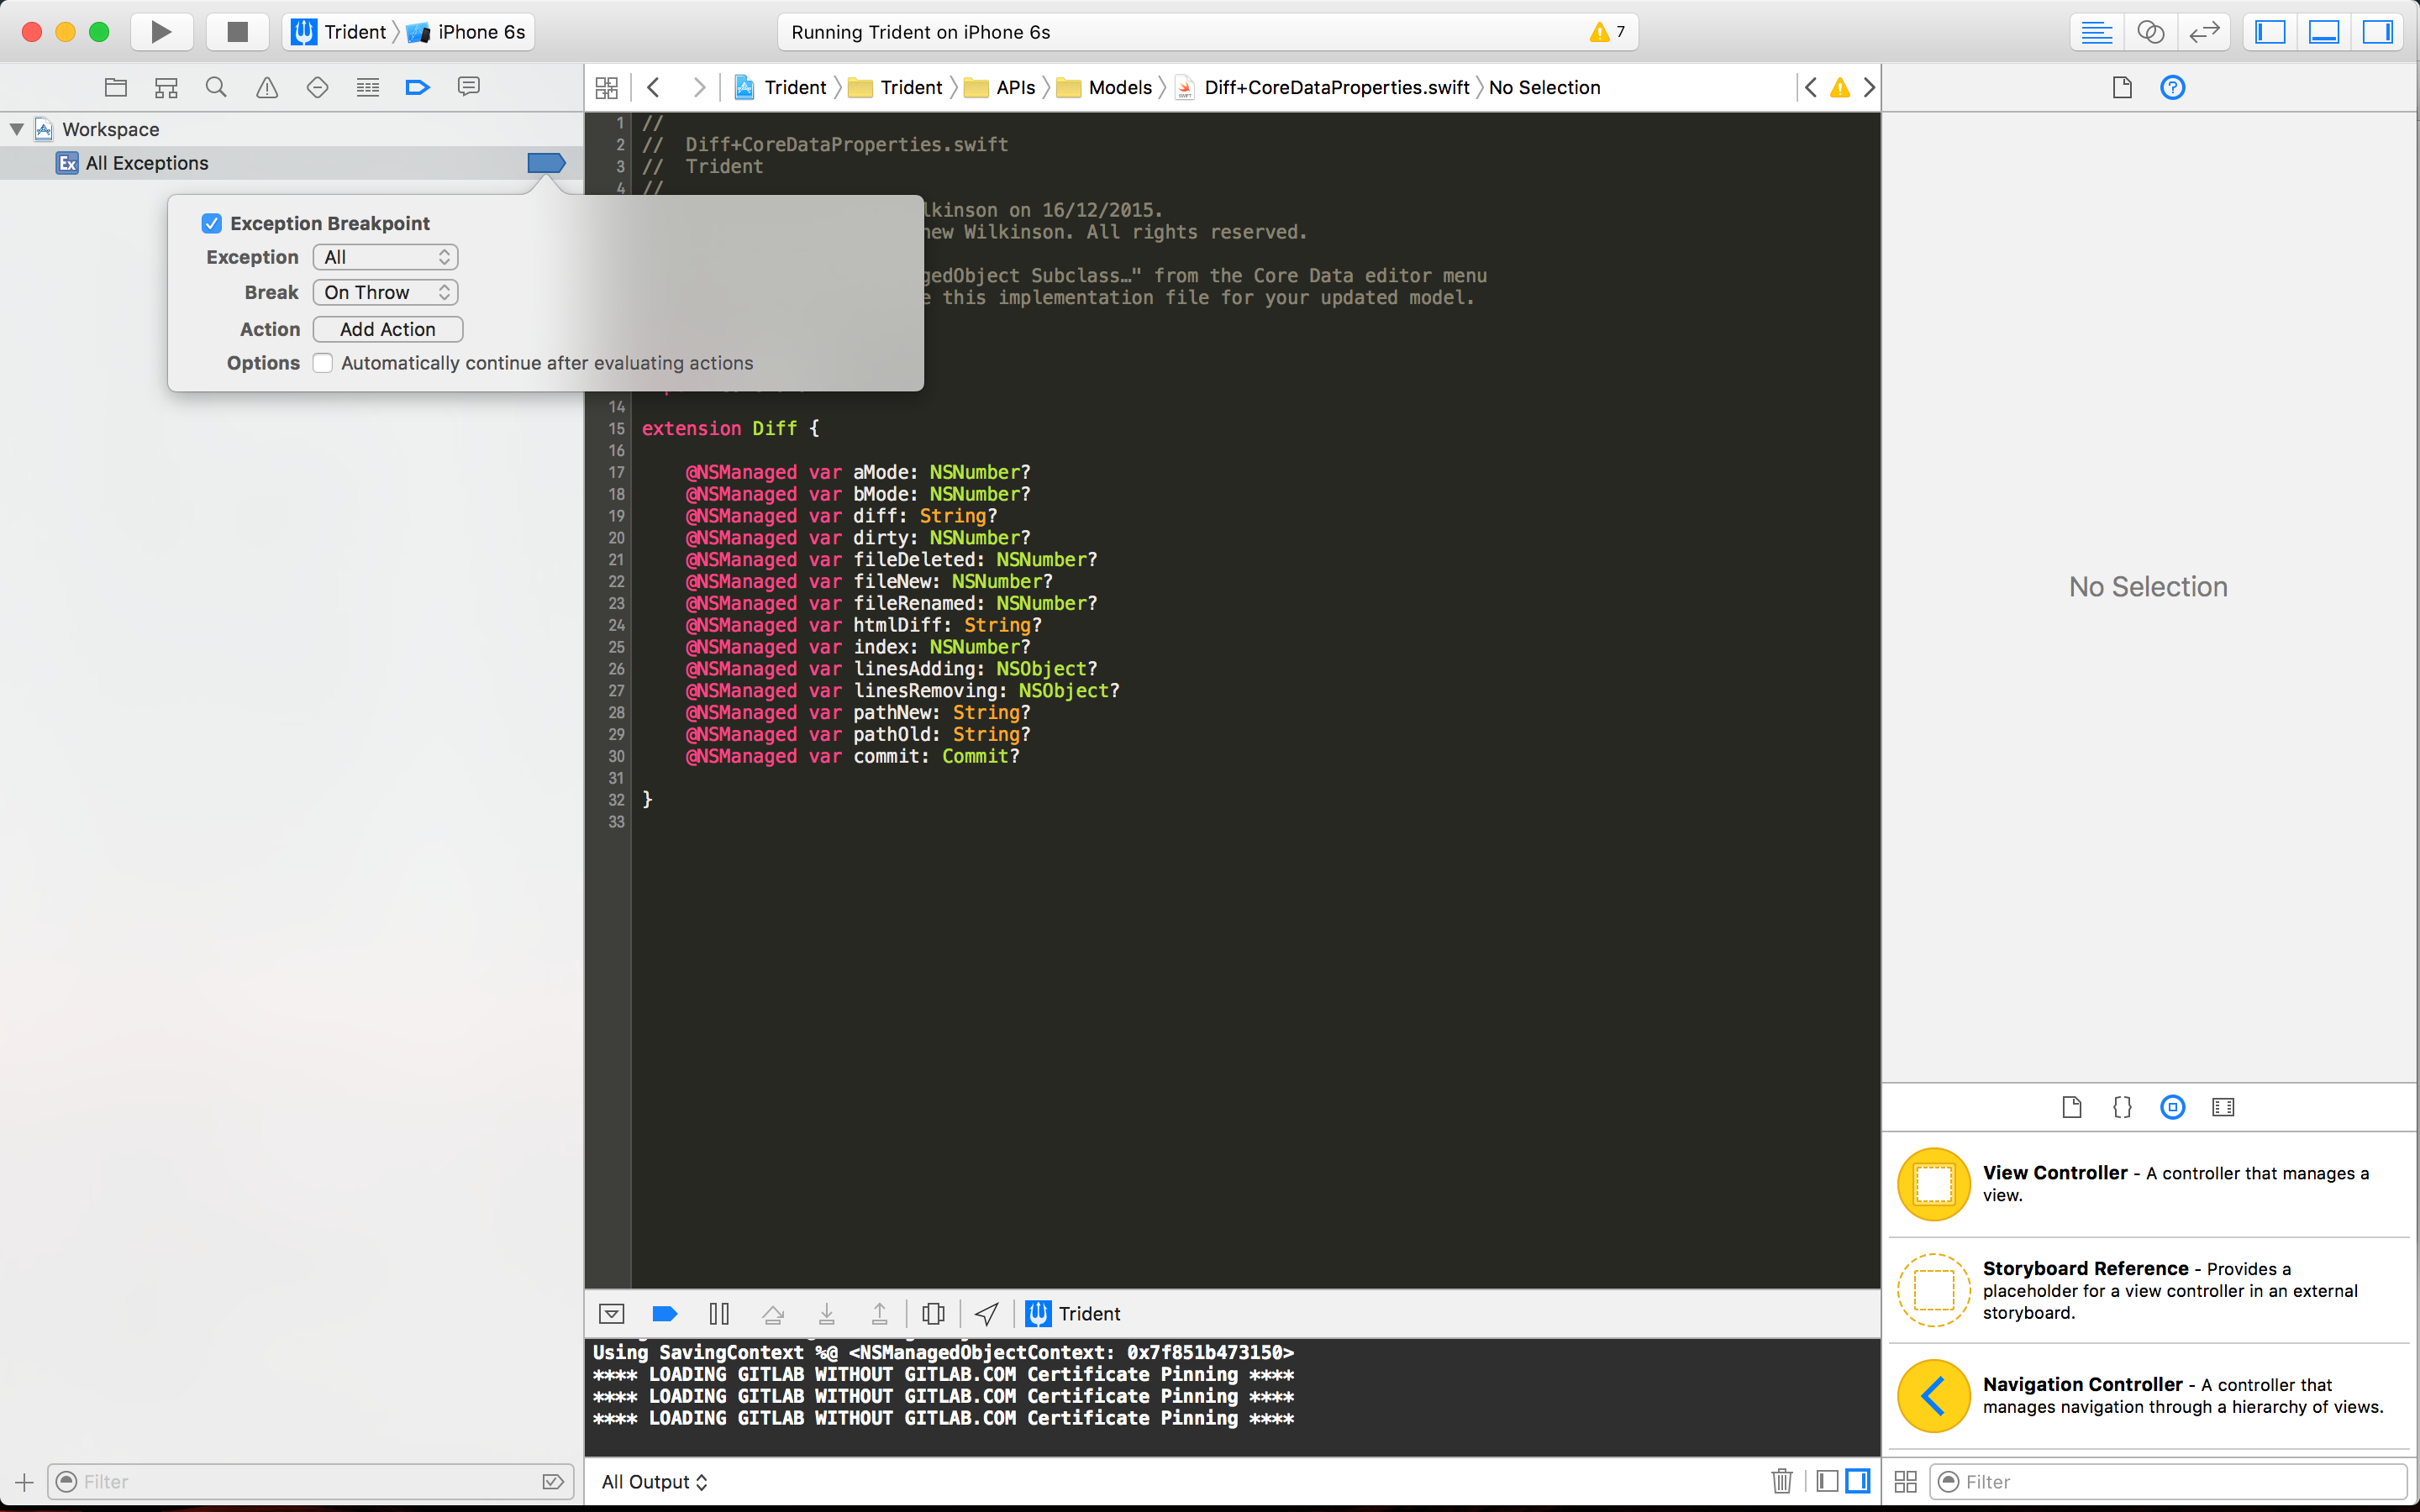 Trident iPhone 6s
Running Trident on iPhone 6s
7
Trident Trident APIs Models Diff+CoreDataProperties.swift No Selection
Workspace
Ex All Exceptions
Exception Breakpoint
Exception All
Break On Throw
Action Add Action
Options Automatically continue after evaluating actions
1 //
2 //  Diff+CoreDataProperties.swift
3 //  Trident
4 //
lkinson on 16/12/2015.
new Wilkinson. All rights reserved.
gedObject Subclass…" from the Core Data editor menu
e this implementation file for your updated model.
14
15 extension Diff {
16
17 @NSManaged var aMode: NSNumber?
18 @NSManaged var bMode: NSNumber?
19 @NSManaged var diff: String?
20 @NSManaged var dirty: NSNumber?
21 @NSManaged var fileDeleted: NSNumber?
22 @NSManaged var fileNew: NSNumber?
23 @NSManaged var fileRenamed: NSNumber?
24 @NSManaged var htmlDiff: String?
25 @NSManaged var index: NSNumber?
26 @NSManaged var linesAdding: NSObject?
27 @NSManaged var linesRemoving: NSObject?
28 @NSManaged var pathNew: String?
29 @NSManaged var pathOld: String?
30 @NSManaged var commit: Commit?
31
32 }
33
Trident
Using SavingContext %@ <NSManagedObjectContext: 0x7f851b473150>
**** LOADING GITLAB WITHOUT GITLAB.COM Certificate Pinning ****
**** LOADING GITLAB WITHOUT GITLAB.COM Certificate Pinning ****
**** LOADING GITLAB WITHOUT GITLAB.COM Certificate Pinning ****
Filter
All Output
No Selection
View Controller - A controller that manages a
view.
Storyboard Reference - Provides a
placeholder for a view controller in an external
storyboard.
Navigation Controller - A controller that
manages navigation through a hierarchy of views.
Filter